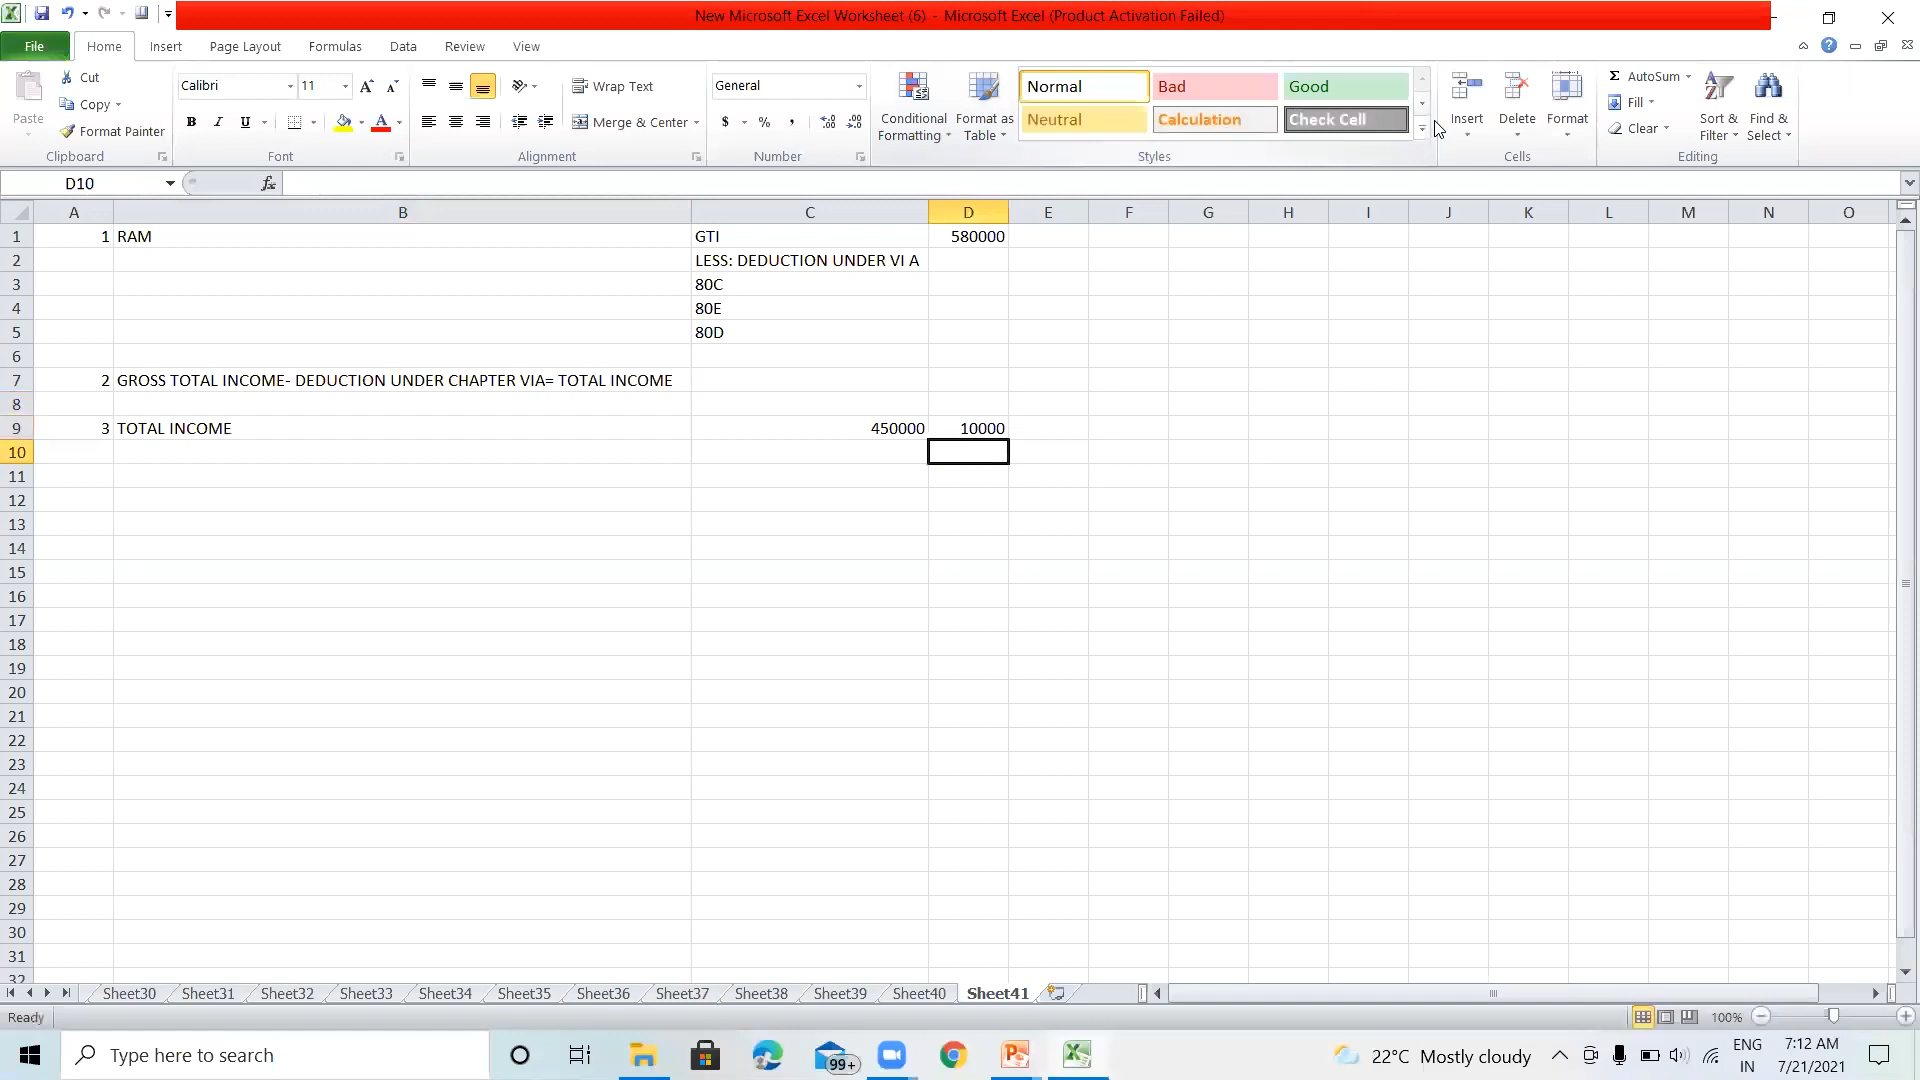 New Microsoft Excel Worksheet (6) - Microsoft Excel (Product Activation Failed)
File Home Insert Page Layout Formulas Data Review View
Cut
Copy
Format Painter
Paste
Clipboard
Calibri 11
B I U
Font
Wrap Text
Merge & Center
Alignment
General
$ % ,
Number
Conditional Formatting
Format as Table
Normal Bad Good
Neutral Calculation Check Cell
Styles
Insert Delete Format
Cells
Σ AutoSum
Fill
Clear
Sort & Filter
Find & Select
Editing
D10 fx
A B C D E F G H I J K L M N O
1 1 RAM GTI 580000
2 LESS: DEDUCTION UNDER VI A
3 80C
4 80E
5 80D
6
7 2 GROSS TOTAL INCOME- DEDUCTION UNDER CHAPTER VIA= TOTAL INCOME
8
9 3 TOTAL INCOME 450000 10000
10
11
12
13
14
15
16
17
18
19
20
21
22
23
24
25
26
27
28
29
30
31
32
Sheet30 Sheet31 Sheet32 Sheet33 Sheet34 Sheet35 Sheet36 Sheet37 Sheet38 Sheet39 Sheet40 Sheet41
Ready 100%
Type here to search 99+ 22°C Mostly cloudy ENG 7:12 AM
IN 7/21/2021